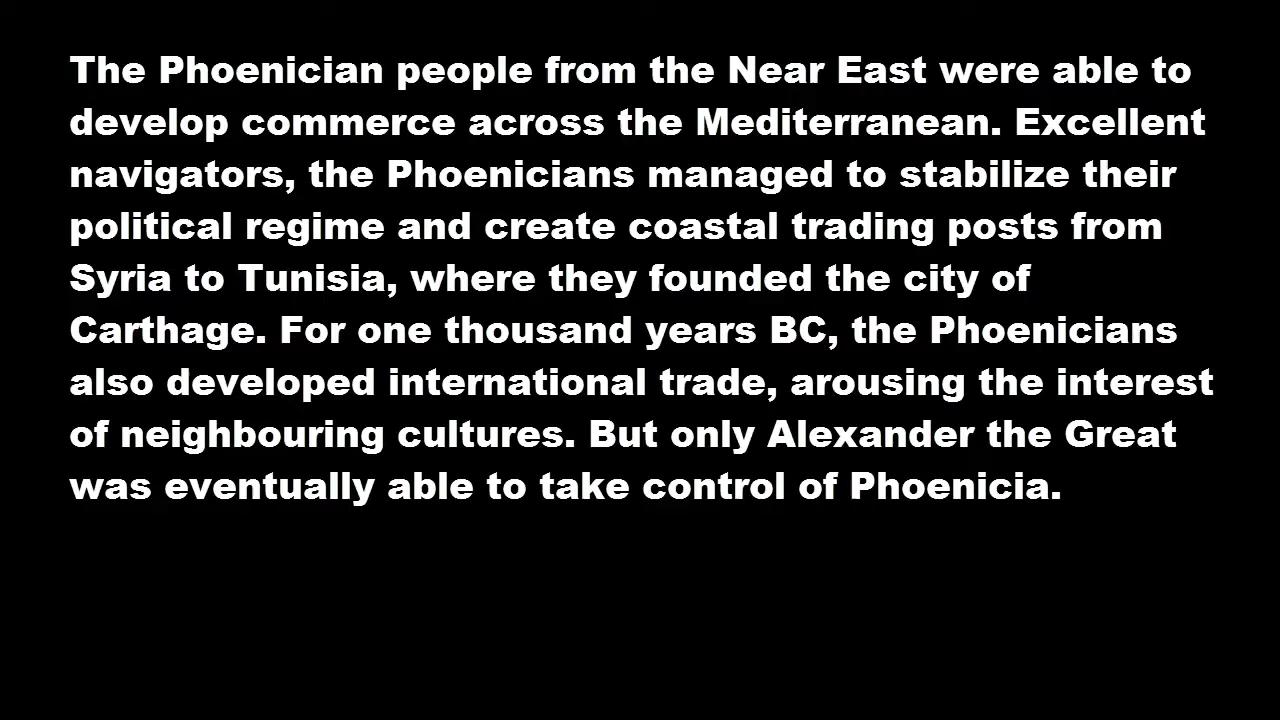 The Phoenician people from the Near East were able to
develop commerce across the Mediterranean. Excellent
navigators, the Phoenicians managed to stabilize their
political regime and create coastal trading posts from
Syria to Tunisia, where they founded the city of
Carthage. For one thousand years BC, the Phoenicians
also developed international trade, arousing the interest
of neighbouring cultures. But only Alexander the Great
was eventually able to take control of Phoenicia.